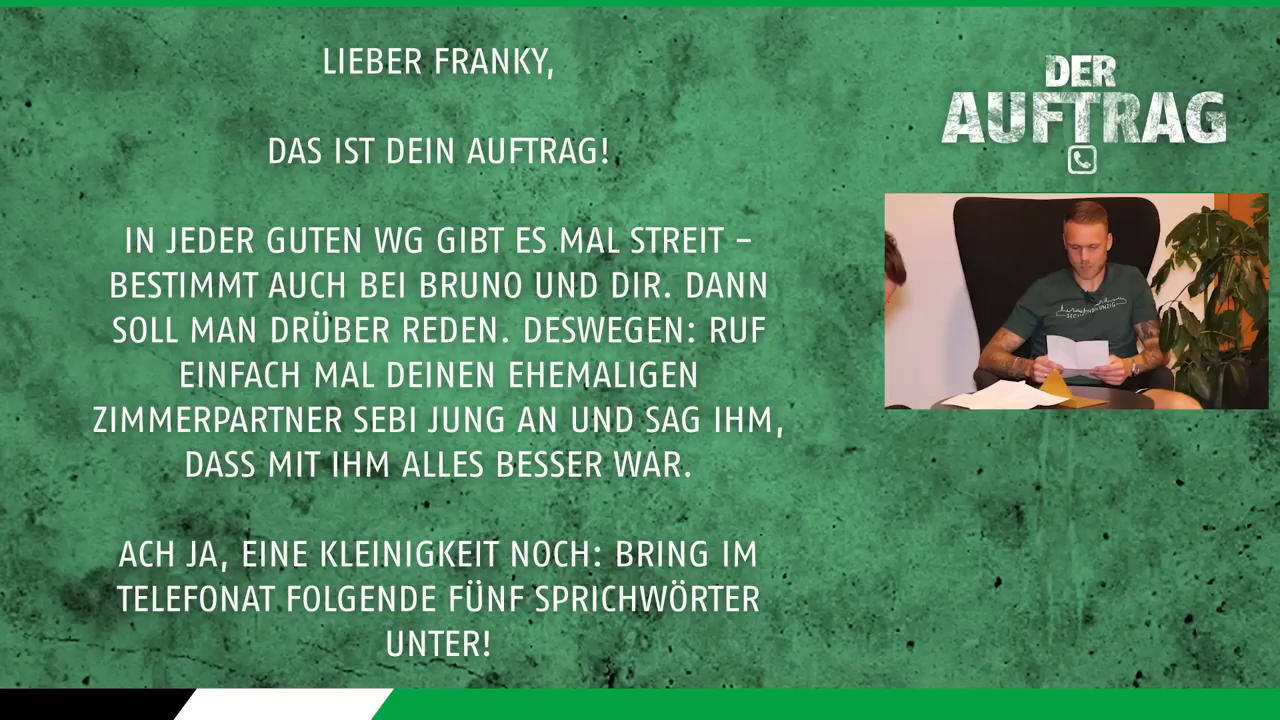 LIEBER FRANKY,
DAS IST DEIN AUFTRAG!
IN JEDER GUTEN WG GIBT ES MAL STREIT –
BESTIMMT AUCH BEI BRUNO UND DIR. DANN
SOLL MAN DRÜBER REDEN. DESWEGEN: RUF
EINFACH MAL DEINEN EHEMALIGEN
ZIMMERPARTNER SEBI JUNG AN UND SAG IHM,
DASS MIT IHM ALLES BESSER WAR.
ACH JA, EINE KLEINIGKEIT NOCH: BRING IM
TELEFONAT FOLGENDE FÜNF SPRICHWÖRTER
UNTER!
DER
AUFTRAG